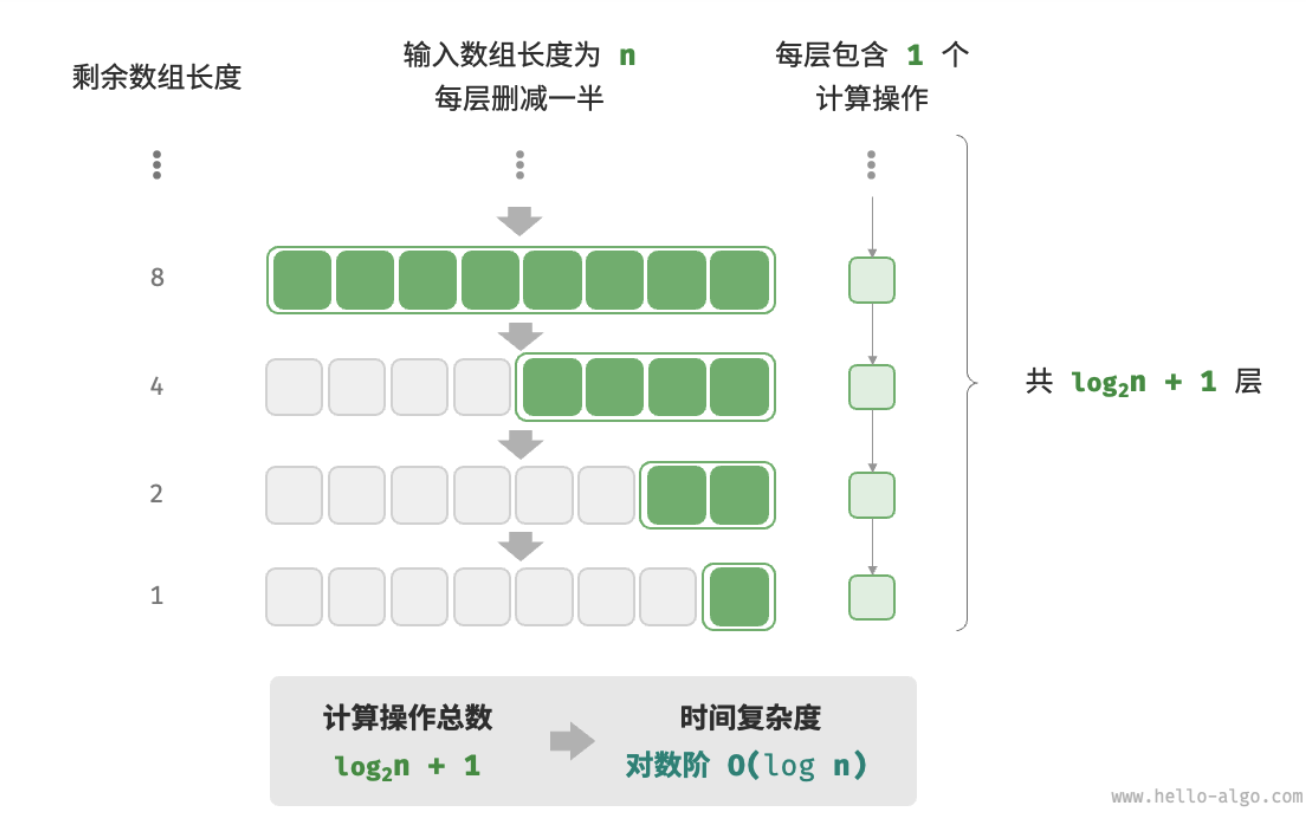 剩余数组长度
输入数组长度为 n
每层删减一半
每层包含 1 个
计算操作
8
4
2
1
共 log₂n + 1 层
计算操作总数
log₂n + 1
时间复杂度
对数阶 O(log n)
www.hello-algo.com